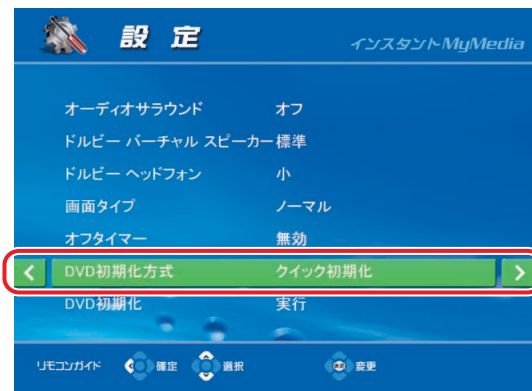 設定
インスタントMyMedia
オーディオサラウンド オフ
ドルビー バーチャル スピーカー 標準
ドルビー ヘッドフォン 小
画面タイプ ノーマル
オフタイマー 無効
DVD初期化方式 クイック初期化
DVD初期化 実行
リモコンガイド 確定 選択 変更